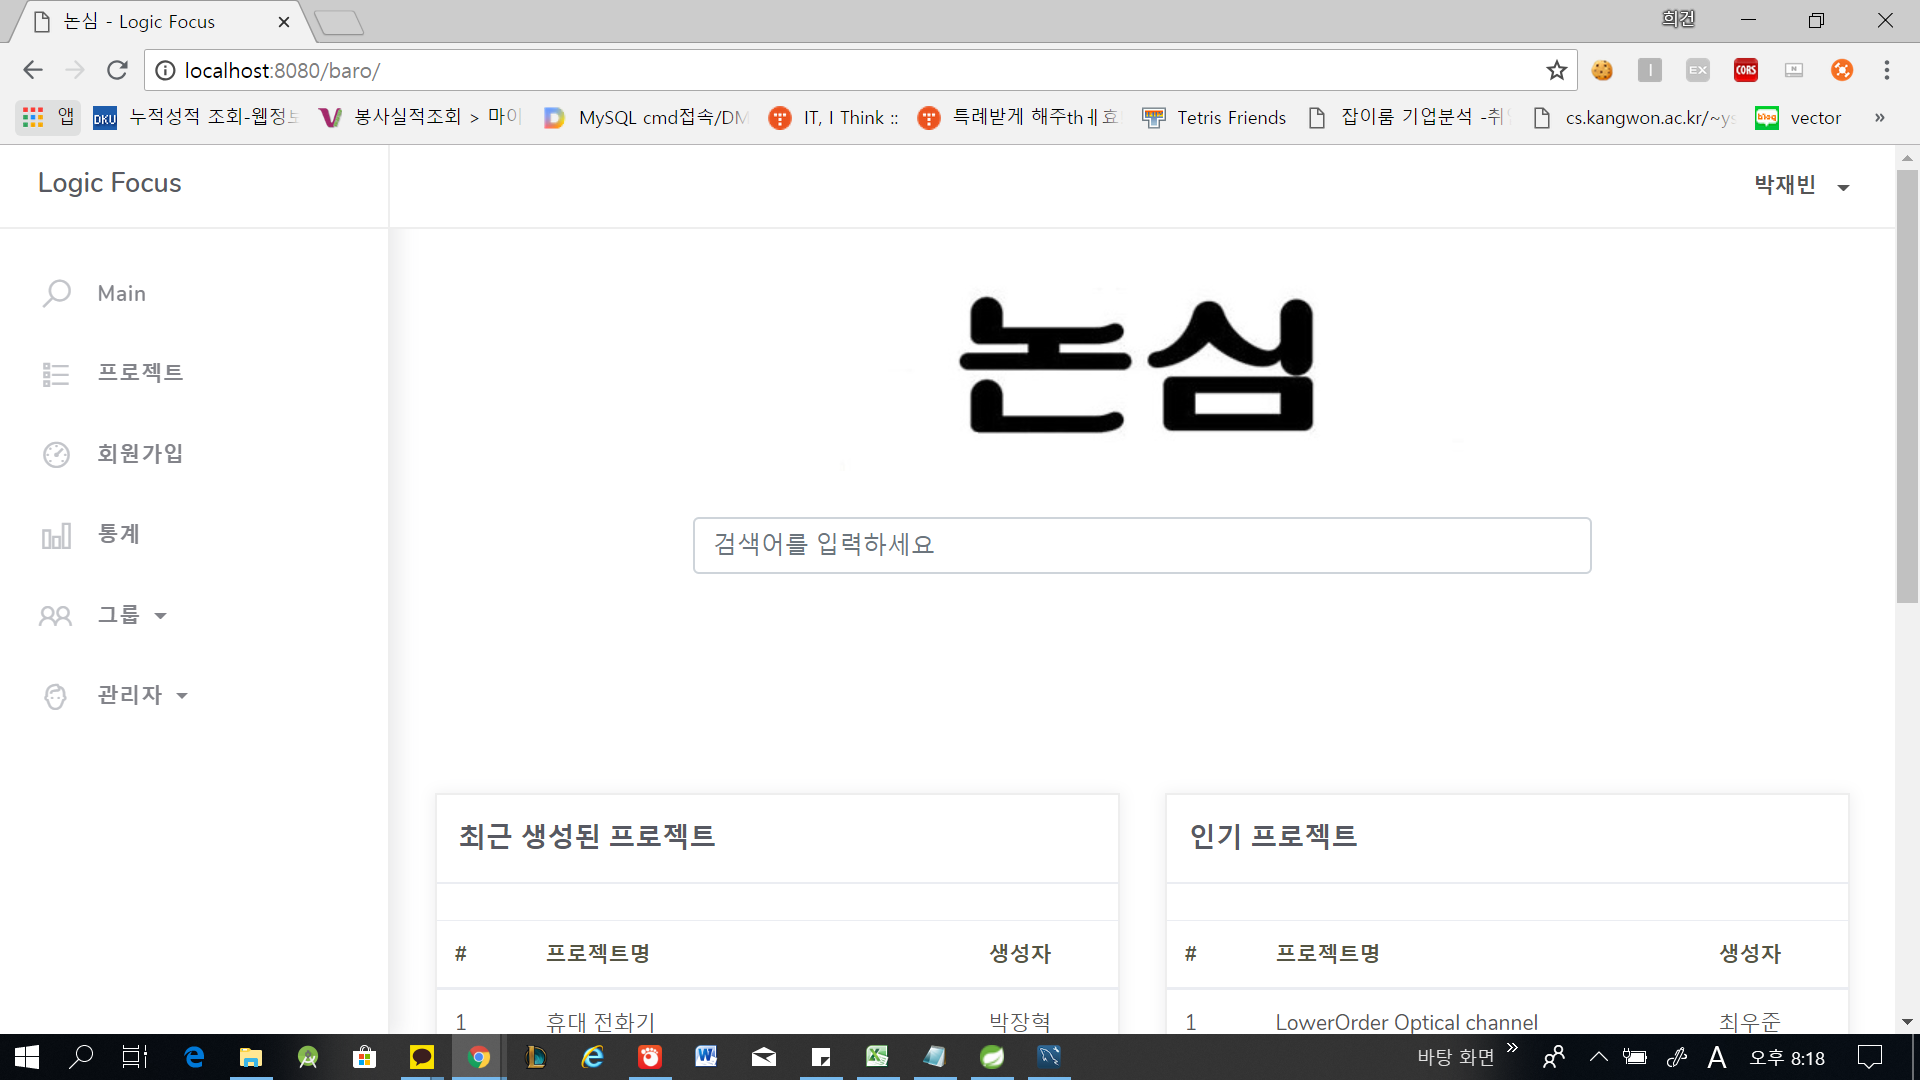 논심 - Logic Focus
희건
localhost:8080/baro/
앱
누적성적 조회-웹정보
봉사실적조회 > 마이
MySQL cmd접속/DM
IT, I Think ::
특례받게 해주th ㅔ효
Tetris Friends
잡이룸 기업분석 -취
cs.kangwon.ac.kr/~ys
vector
»
Logic Focus
박재빈
Main
프로젝트
회원가입
통계
그룹
관리자
논심
검색어를 입력하세요
최근 생성된 프로젝트
# 프로젝트명 생성자
1 휴대 전화기 박장혁
인기 프로젝트
# 프로젝트명 생성자
1 LowerOrder Optical channel 최우준
바탕 화면
A
오후 8:18